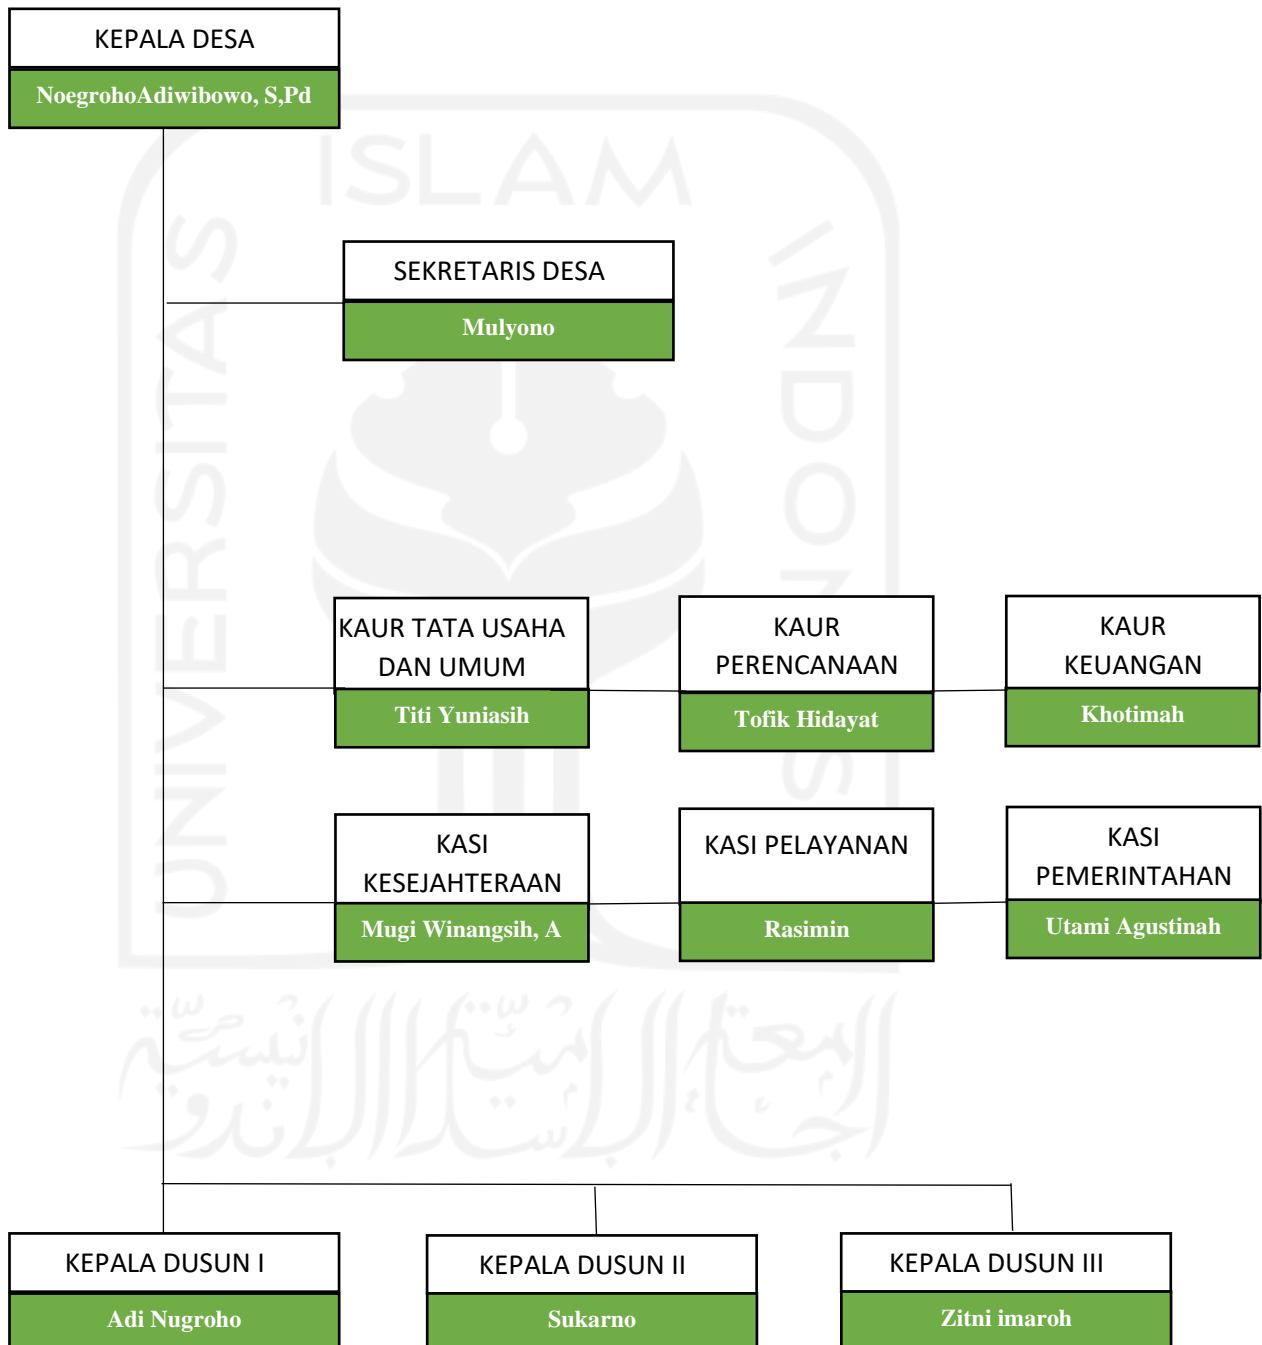 KEPALA DESA
NoegrohoAdiwibowo, S,Pd
ISLAM
UNIVERSITAS
SEKRETARIS DESA
Mulyono
KAUR TATA USAHA
DAN UMUM
Titi Yuniasih
KAUR
PERENCANAAN
Tofik Hidayat
KAUR
KEUANGAN
Khotimah
KASI
KESEJAHTERAAN
Mugi Winangsih, A
KASI PELAYANAN
Rasimin
KASI
PEMERINTAHAN
Utami Agustinah
KEPALA DUSUN I
Adi Nugroho
KEPALA DUSUN II
Sukarno
KEPALA DUSUN III
Zitni imaroh